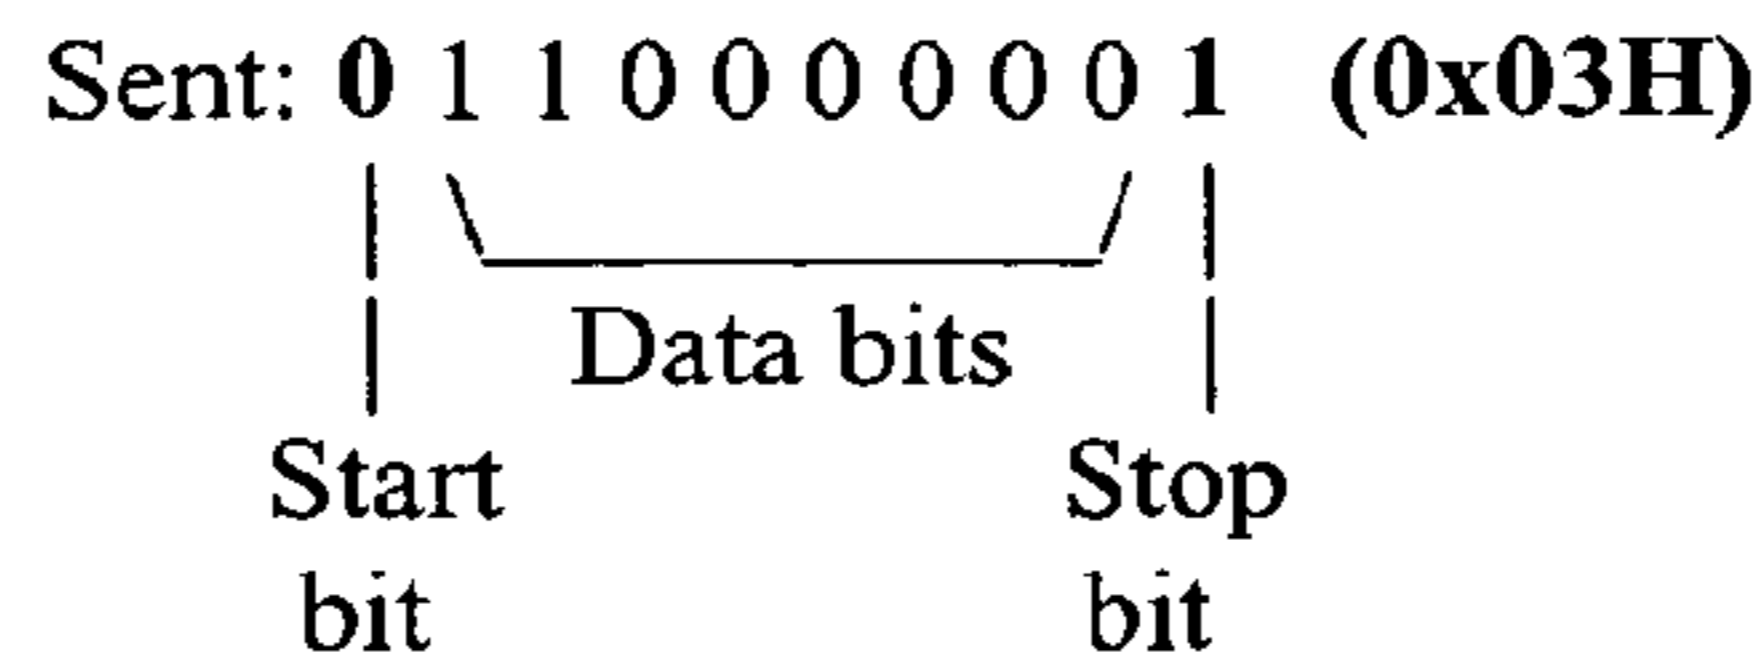 Sent: 0 1 1 0 0 0 0 0 0 1 (0x03H)
Data bits
Start Stop
bit bit